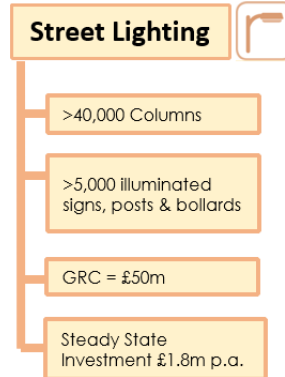 Street Lighting
>40,000 Columns
>5,000 illuminated
signs, posts & bollards
GRC = £50m
Steady State
Investment £1.8m p.a.